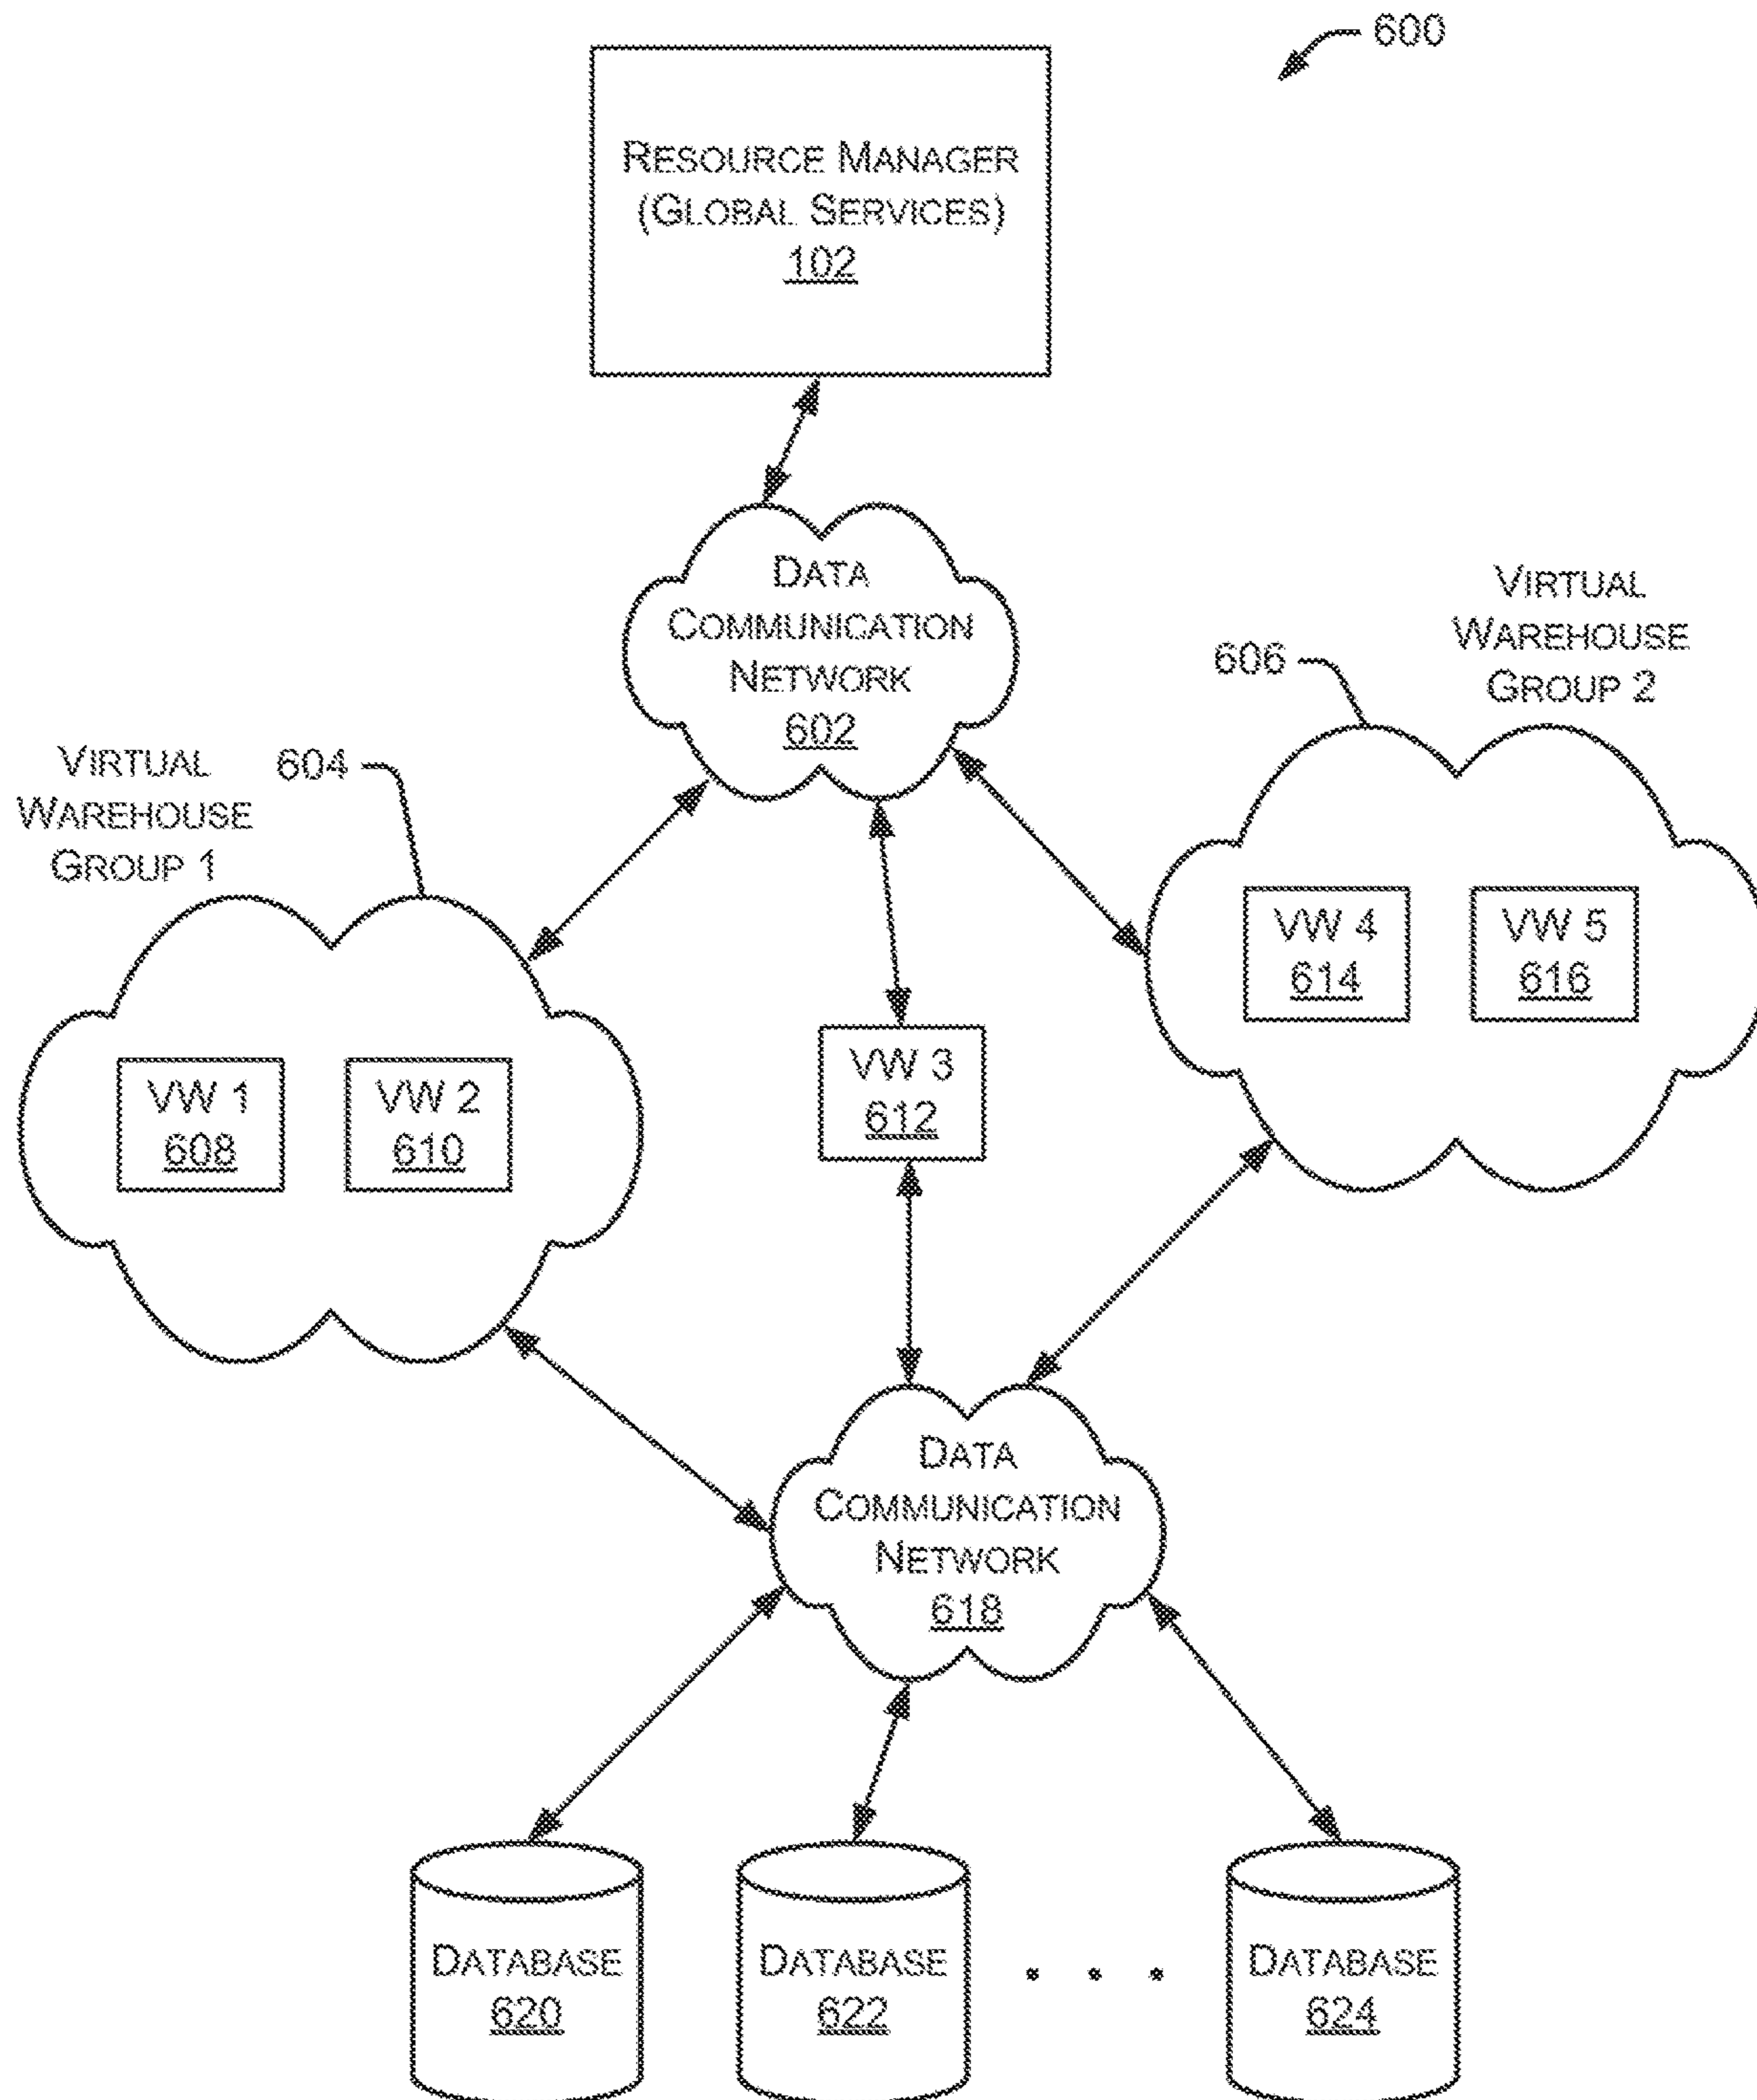 600
RESOURCE MANAGER
(GLOBAL SERVICES)
102
DATA
COMMUNICATION
NETWORK
602
VIRTUAL
WAREHOUSE
GROUP 2
606
VIRTUAL
WAREHOUSE
GROUP 1
604
VW 4
614
VW 5
616
VW 3
612
VW 1
608
VW 2
610
DATA
COMMUNICATION
NETWORK
618
DATABASE
620
DATABASE
622
. . .
DATABASE
624